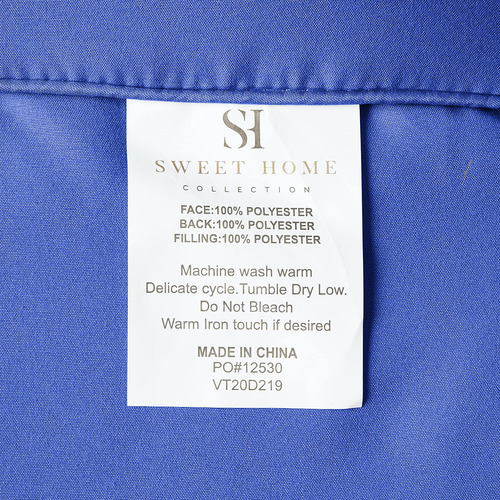 SH
SWEET HOME
COLLECTION
FACE:100% POLYESTER
BACK:100% POLYESTER
FILLING:100% POLYESTER
Machine wash warm
Delicate cycle.Tumble Dry Low.
Do Not Bleach
Warm Iron touch if desired
MADE IN CHINA
PO#12530
VT20D219